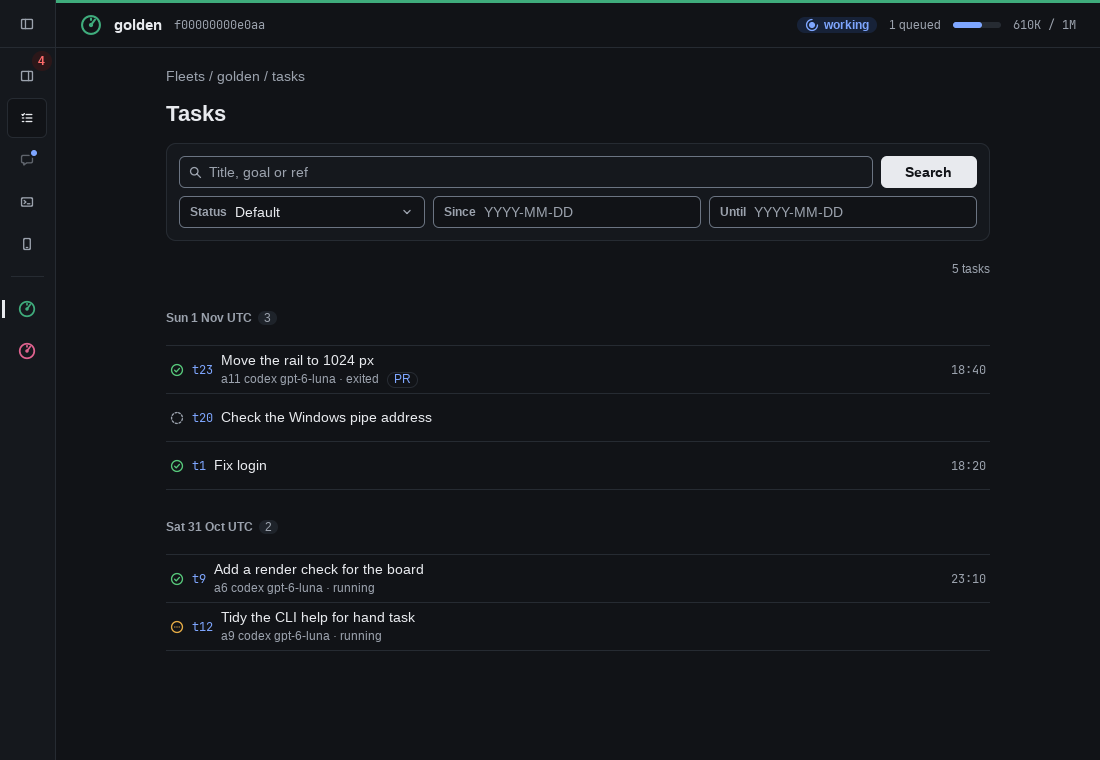 golden f00000000e0aa working 1 queued 610K / 1M
4
Fleets / golden / tasks
Tasks
Title, goal or ref Search
Status Default Since YYYY-MM-DD Until YYYY-MM-DD
5 tasks
Sun 1 Nov UTC 3
t23 Move the rail to 1024 px 18:40
a11 codex gpt-6-luna · exited PR
t20 Check the Windows pipe address
t1 Fix login 18:20
Sat 31 Oct UTC 2
t9 Add a render check for the board 23:10
a6 codex gpt-6-luna · running
t12 Tidy the CLI help for hand task
a9 codex gpt-6-luna · running